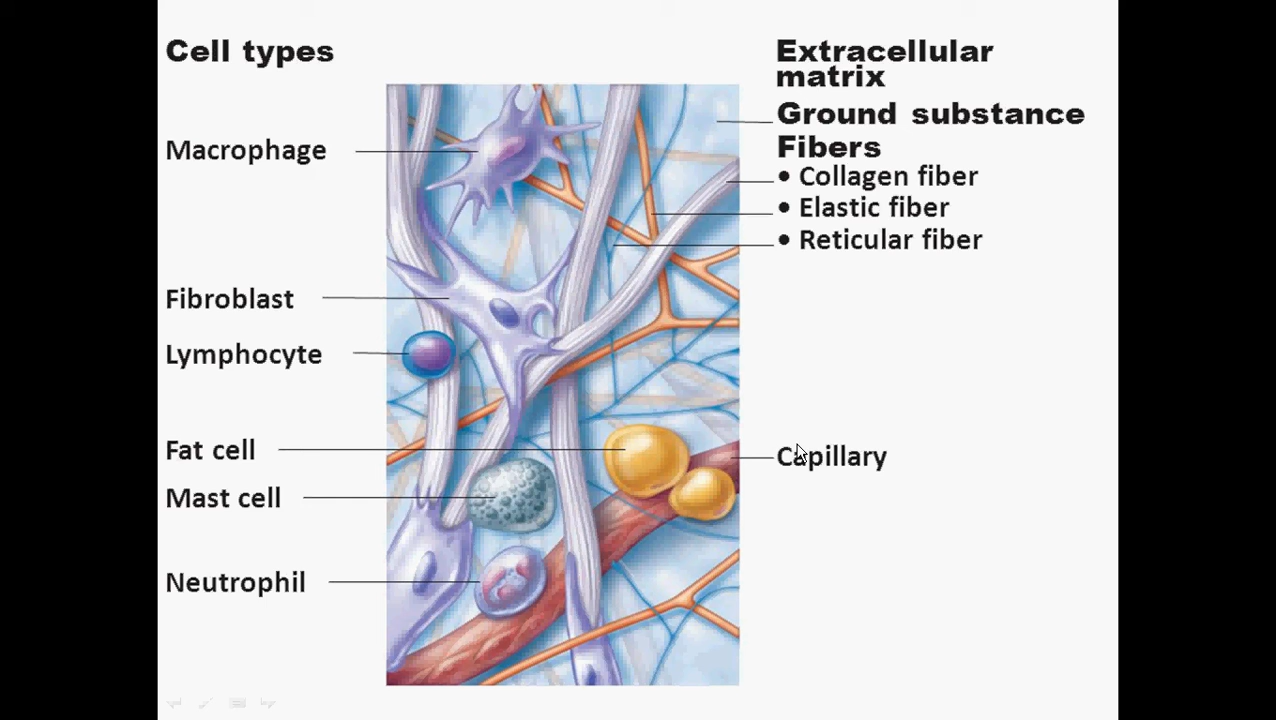 Cell types
Macrophage
Fibroblast
Lymphocyte
Fat cell
Mast cell
Neutrophil
Extracellular
matrix
Ground substance
Fibers
• Collagen fiber
• Elastic fiber
• Reticular fiber
Capillary